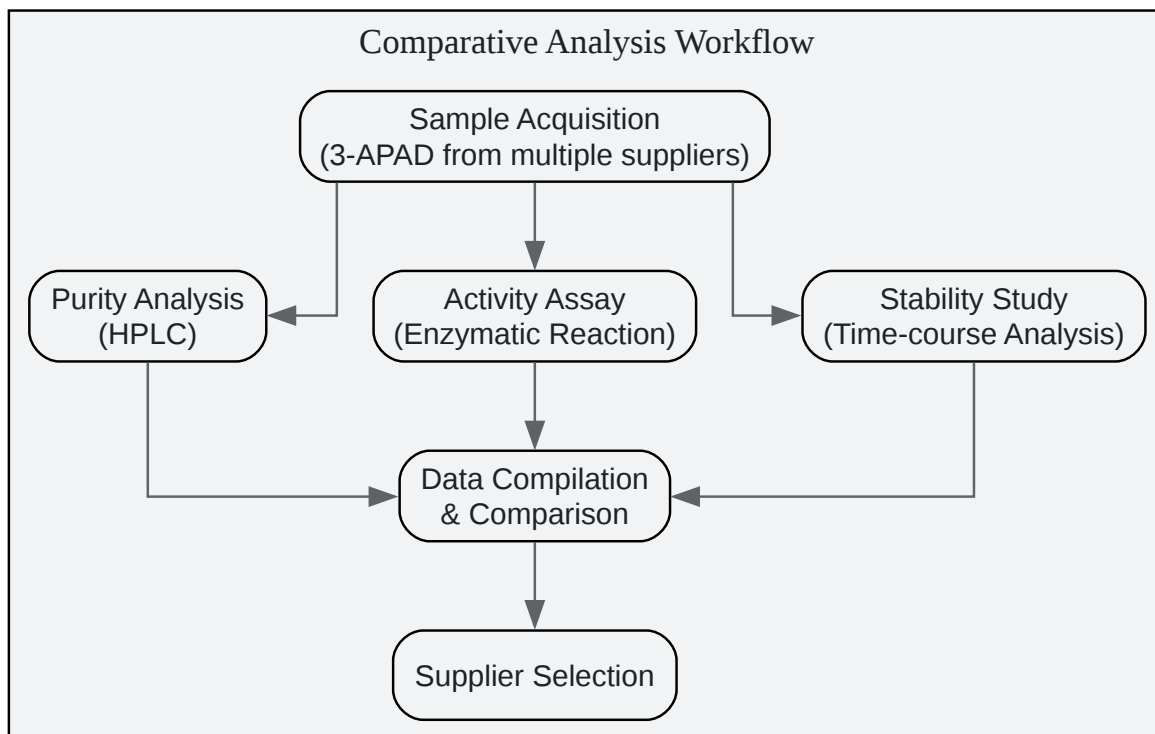 Comparative Analysis Workflow
Sample Acquisition
(3-APAD from multiple suppliers)
Purity Analysis
(HPLC)
Activity Assay
(Enzymatic Reaction)
Stability Study
(Time-course Analysis)
Data Compilation
& Comparison
Supplier Selection